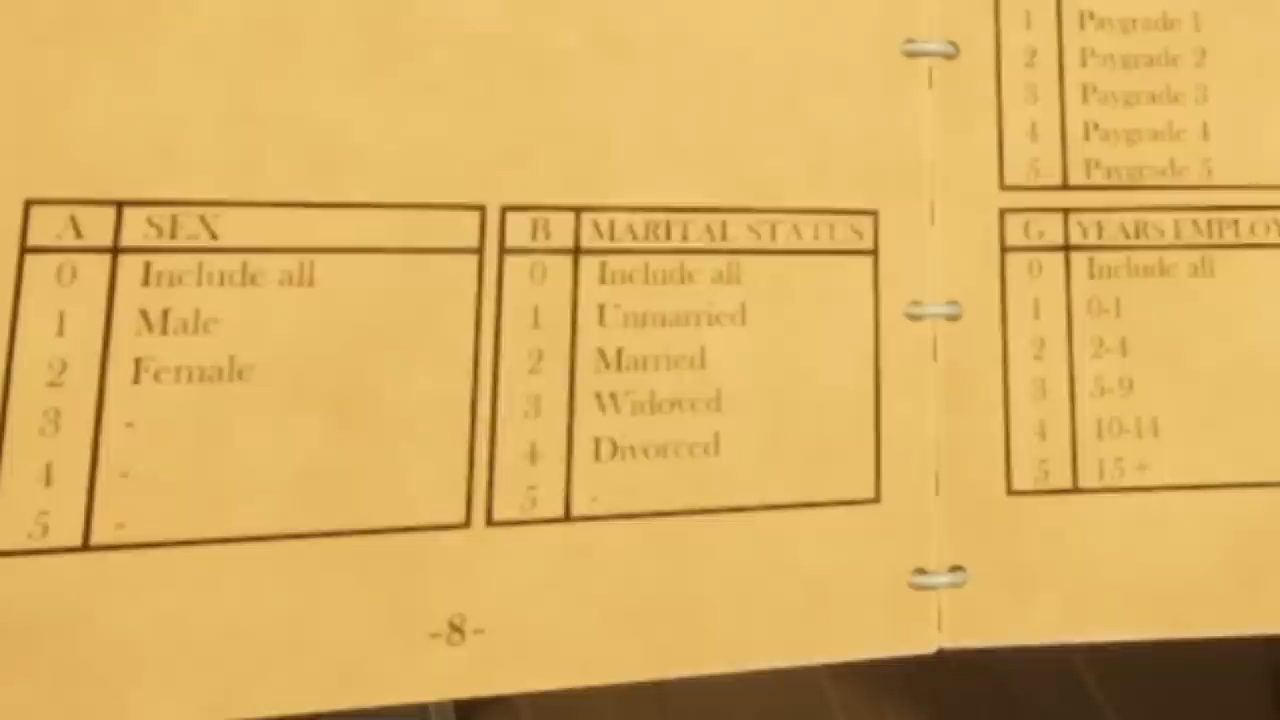 A SEX
0 Include all
1 Male
2 Female
3 -
4 -
5 -
B MARITAL STATUS
0 Include all
1 Unmarried
2 Married
3 Widoved
4 Divorced
5 -
-8-
1 Paygrade 1
2 Paygrade 2
3 Paygrade 3
4 Paygrade 4
5 Paygrade 5
G YEARS EMPLOY
0 Include all
1 0-1
2 2-4
3 5-9
4 10-14
5 15+